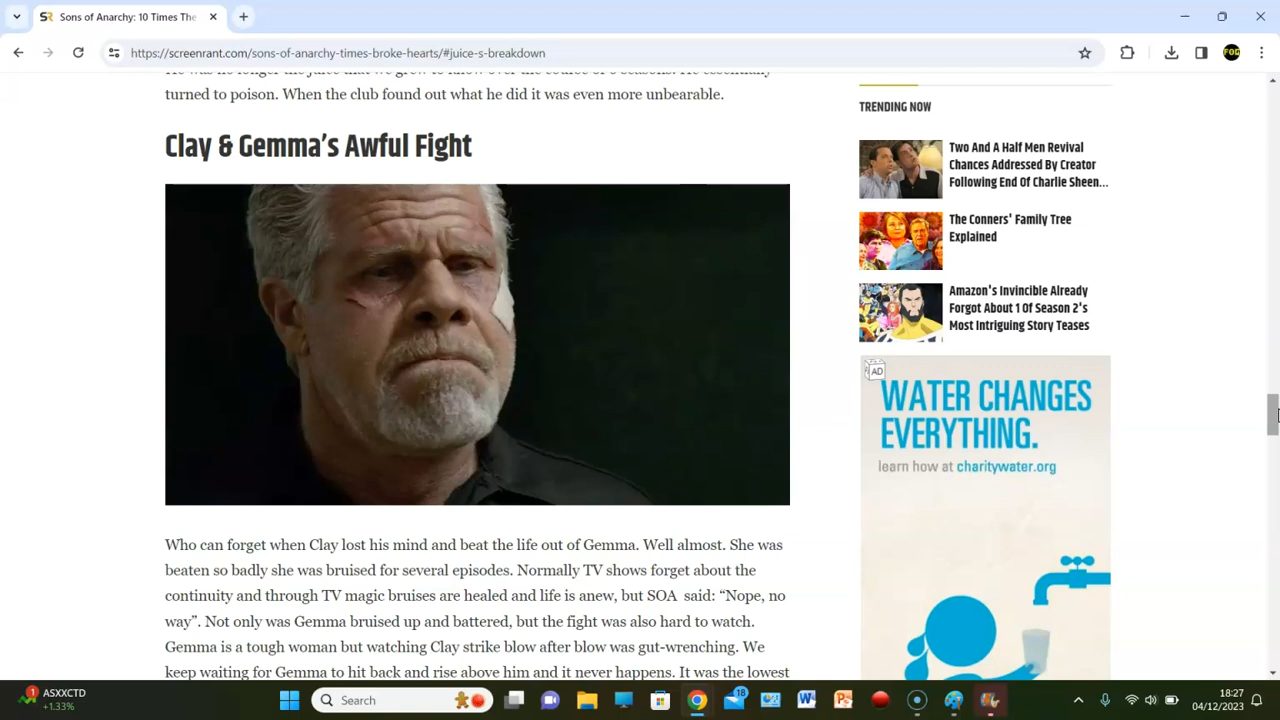 Sons of Anarchy: 10 Times The
https://screenrant.com/sons-of-anarchy-times-broke-hearts/#juice-s-breakdown
turned to poison. When the club found out what he did it was even more unbearable.
Clay & Gemma's Awful Fight
Who can forget when Clay lost his mind and beat the life out of Gemma. Well almost. She was
beaten so badly she was bruised for several episodes. Normally TV shows forget about the
continuity and through TV magic bruises are healed and life is anew, but SOA said: “Nope, no
way”. Not only was Gemma bruised up and battered, but the fight was also hard to watch.
Gemma is a tough woman but watching Clay strike blow after blow was gut-wrenching. We
keep waiting for Gemma to hit back and rise above him and it never happens. It was the lowest
TRENDING NOW
Two And A Half Men Revival
Chances Addressed By Creator
Following End Of Charlie Sheen...
The Conners' Family Tree
Explained
Amazon's Invincible Already
Forgot About 1 Of Season 2's
Most Intriguing Story Teases
AD
WATER CHANGES
EVERYTHING.
learn how at charitywater.org
1
ASXXCTD
+1.33%
Search
18
18:27
04/12/2023